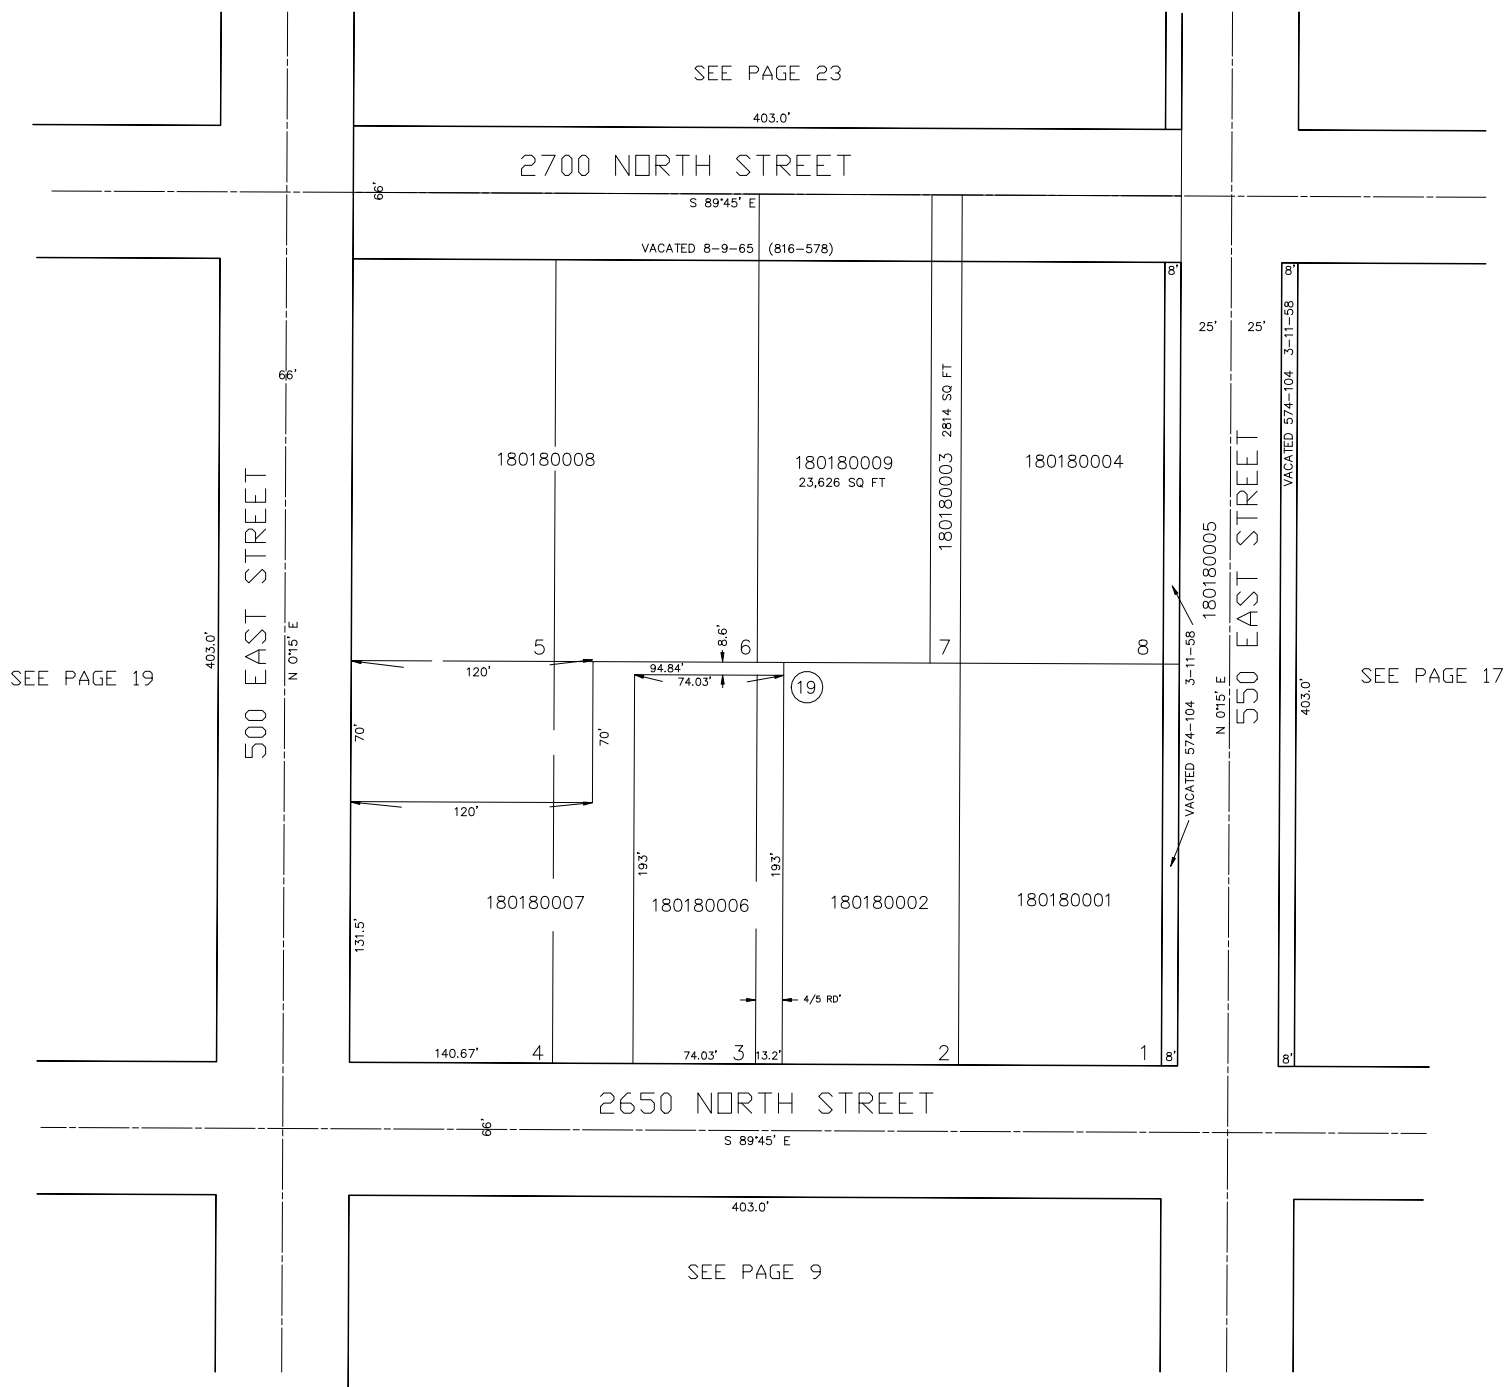 SEE PAGE 23
403.0'
2700 NORTH STREET
66'
S 89°45' E
VACATED 8-9-65 (816-578)
8'
8'
25' 25'
VACATED 574-104 3-11-58
66'
180180008
180180009
23,626 SQ FT
180180003 2814 SQ FT
180180004
180180005
500 EAST STREET
N 0°15' E
550 EAST STREET
N 0°15' E
403.0'
403.0'
SEE PAGE 19
SEE PAGE 17
5
6
7
8
8.6'
120'
94.84'
74.03'
19
VACATED 574-104 3-11-58
70'
70'
120'
193'
193'
131.5'
180180007
180180006
180180002
180180001
4/5 RD'
140.67'
4
74.03'
3
13.2'
2
1
8'
8'
2650 NORTH STREET
66'
S 89°45' E
403.0'
SEE PAGE 9